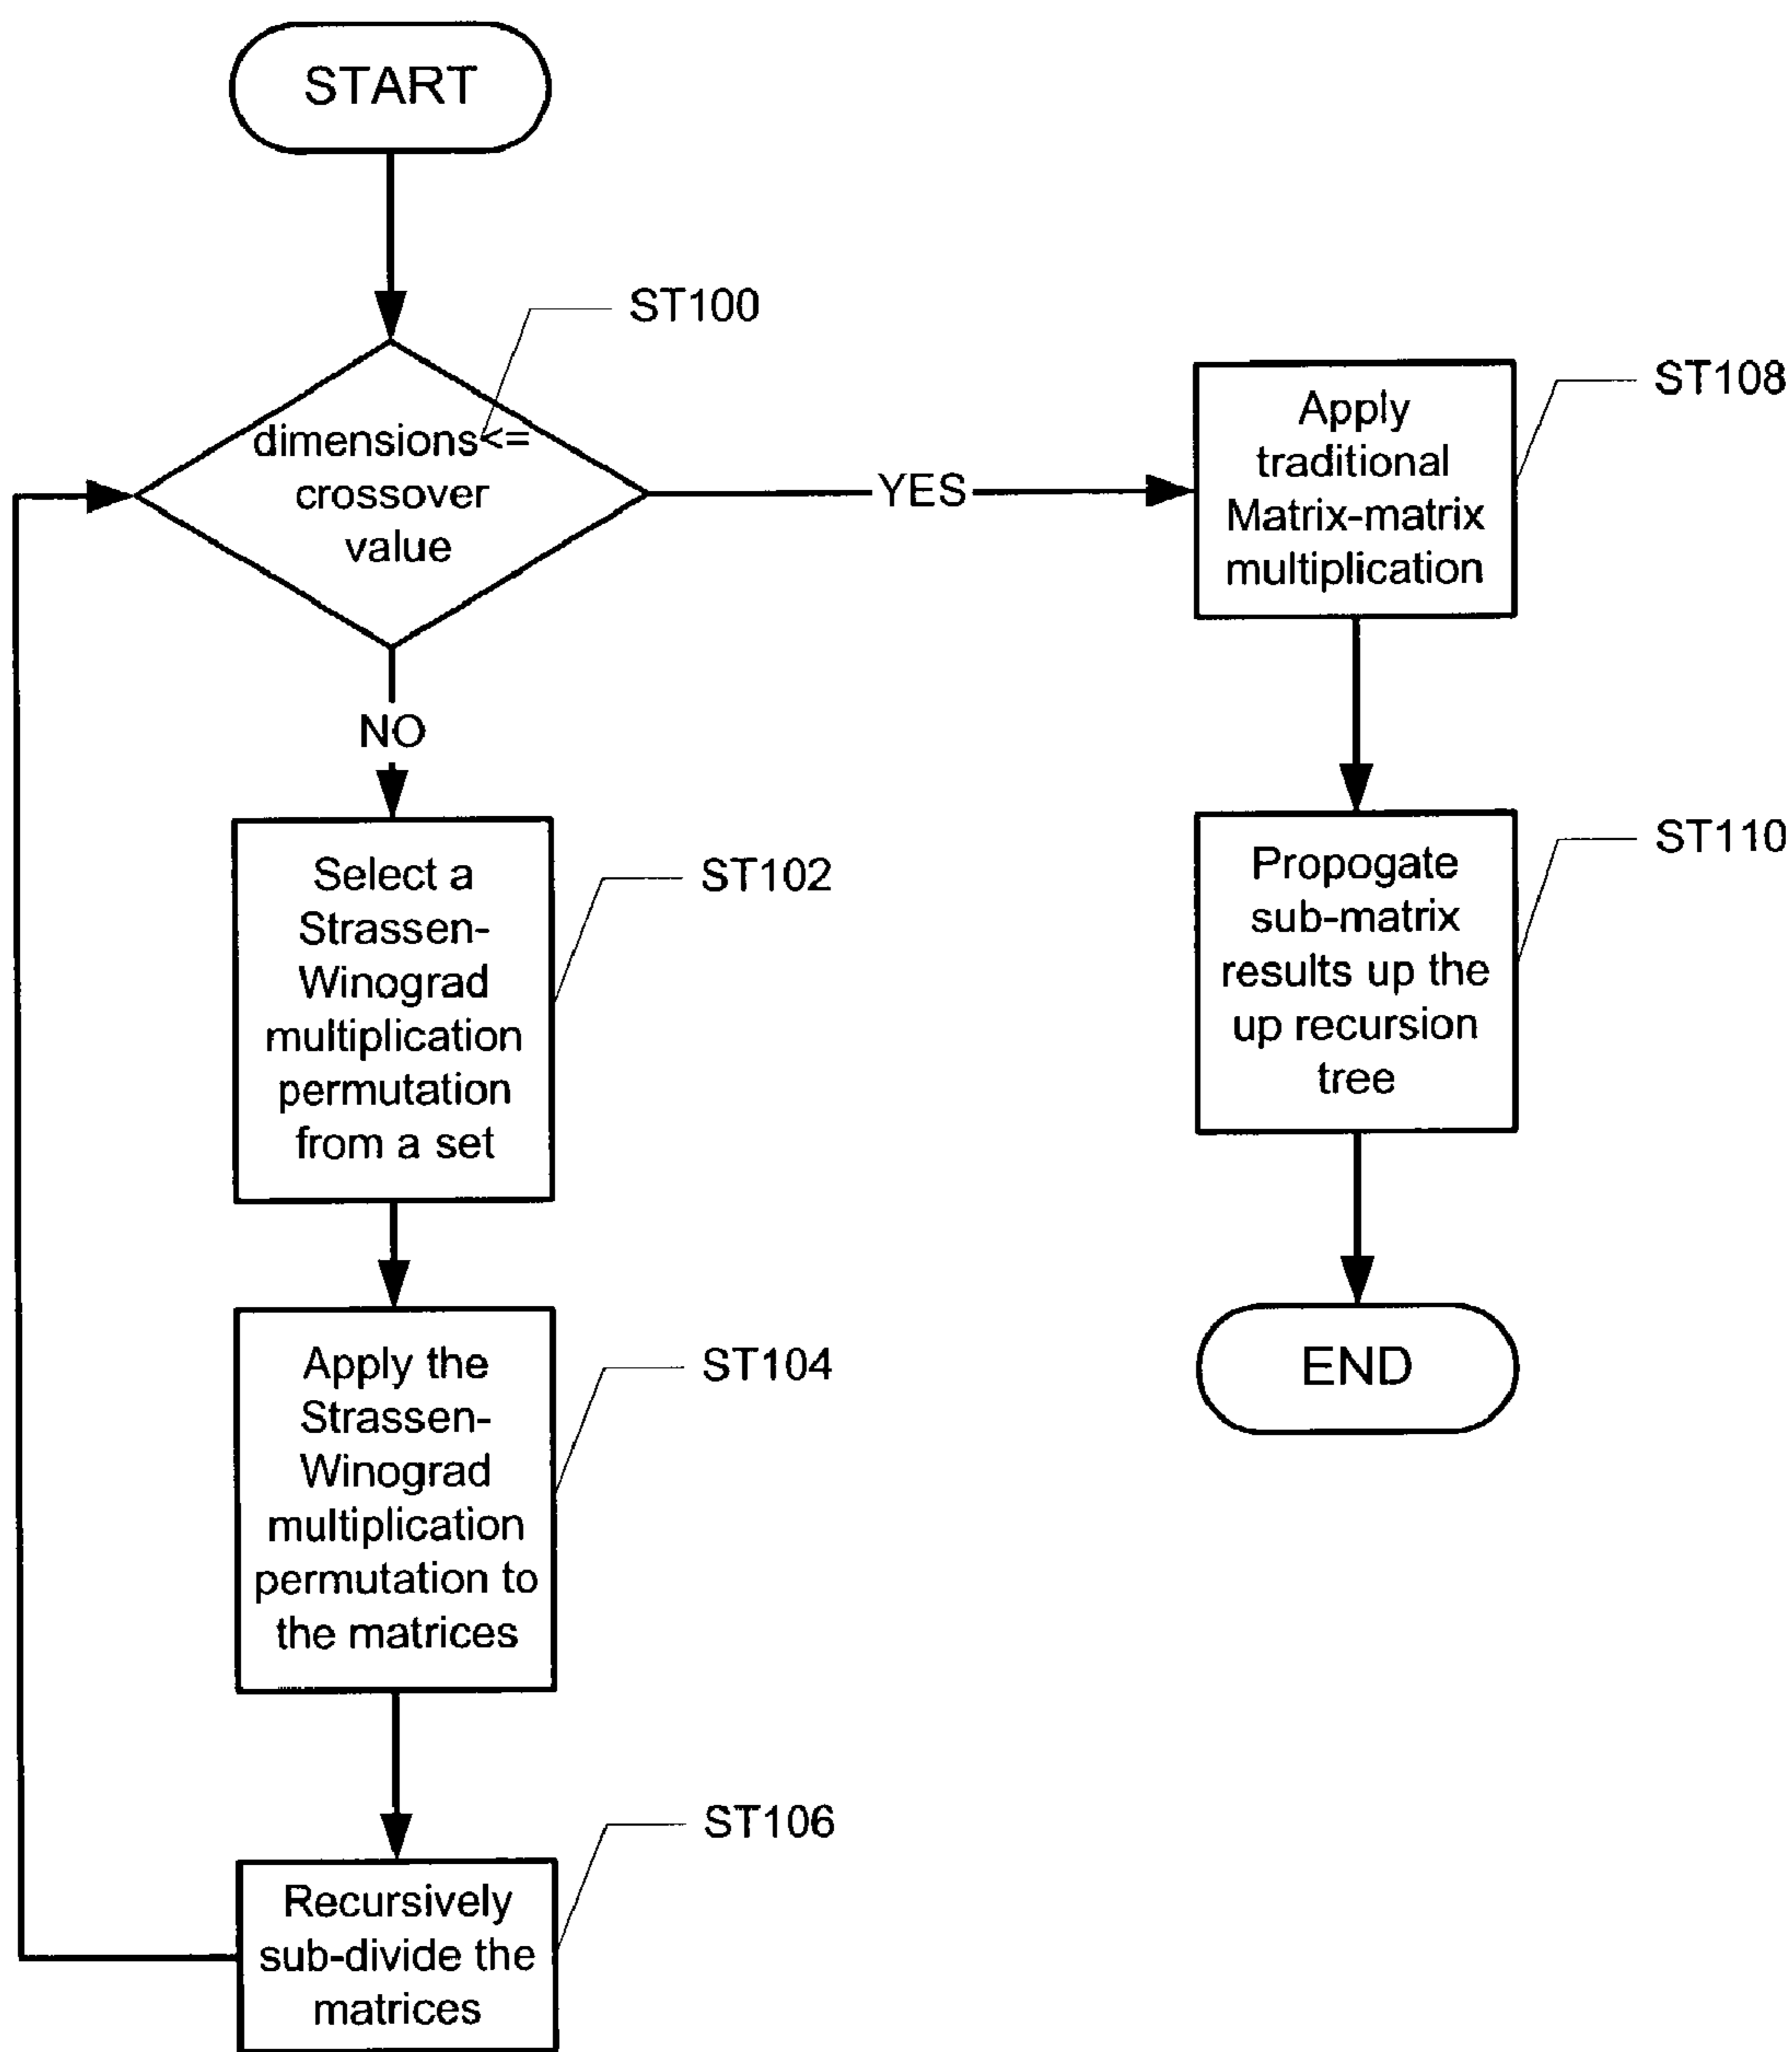 START
ST100
dimensions<=
crossover
value
YES
NO
Select a
Strassen-
Winograd
multiplication
permutation
from a set
ST102
Apply the
Strassen-
Winograd
multiplication
permutation to
the matrices
ST104
Recursively
sub-divide the
matrices
ST106
Apply
traditional
Matrix-matrix
multiplication
ST108
Propogate
sub-matrix
results up the
up recursion
tree
ST110
END